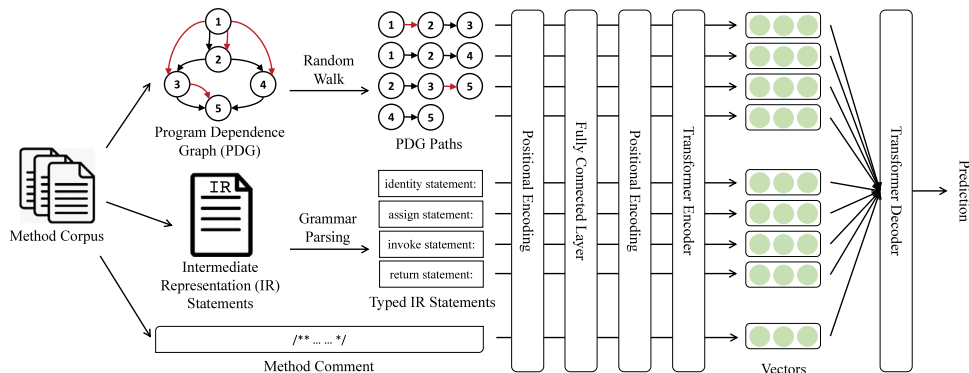 1
2
3
4
5
Program Dependence
Graph (PDG)
Random
Walk
1 2 3
1 2 4
2 3 5
4 5
PDG Paths
Method Corpus
IR
Intermediate
Representation (IR)
Statements
Grammar
Parsing
identity statement:
assign statement:
invoke statement:
return statement:
Typed IR Statements
/** ... ... */
Method Comment
Positional Encoding
Fully Connected Layer
Positional Encoding
Transformer Encoder
Vectors
Transformer Decoder
Prediction